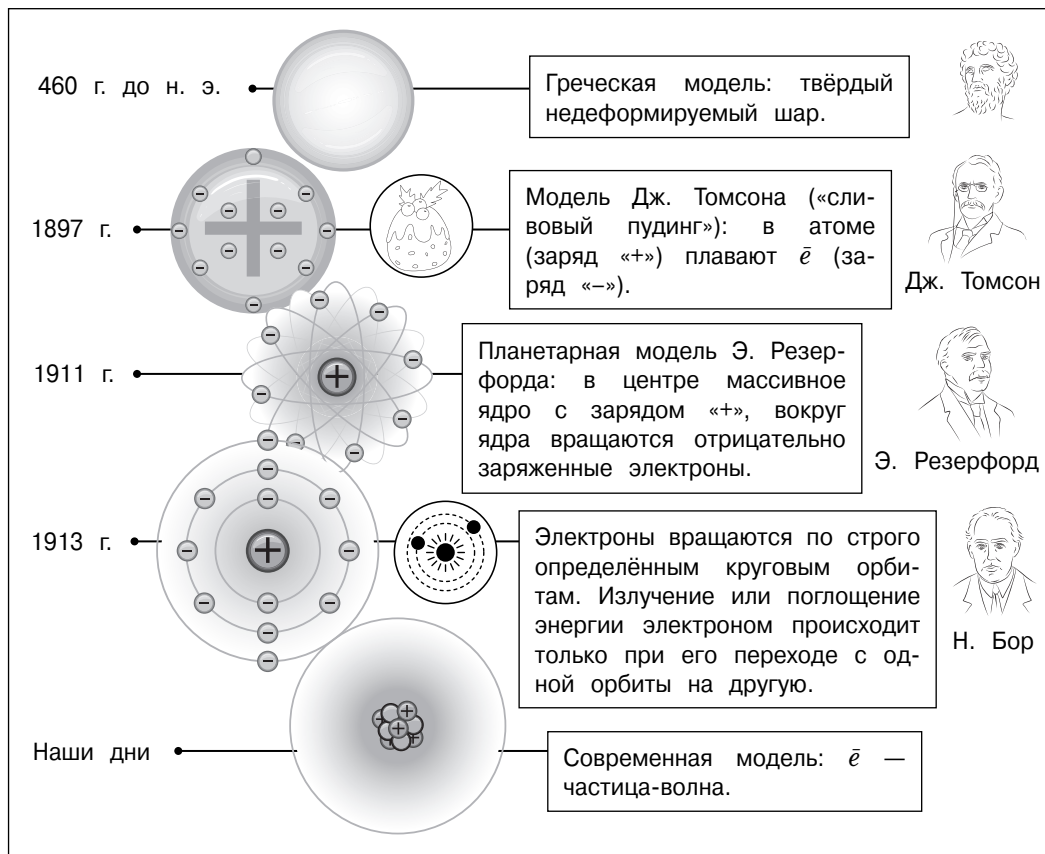 460 г. до н. э.
Греческая модель: твёрдый
недеформируемый шар.
1897 г.
Модель Дж. Томсона («сли-
вовый пудинг»): в атоме
(заряд «+») плавают ē (за-
ряд «–»).
Дж. Томсон
1911 г.
Планетарная модель Э. Резер-
форда: в центре массивное
ядро с зарядом «+», вокруг
ядра вращаются отрицательно
заряженные электроны.
Э. Резерфорд
1913 г.
Электроны вращаются по строго
определённым круговым орби-
там. Излучение или поглощение
энергии электроном происходит
только при его переходе с од-
ной орбиты на другую.
Н. Бор
Наши дни
Современная модель: ē —
частица-волна.